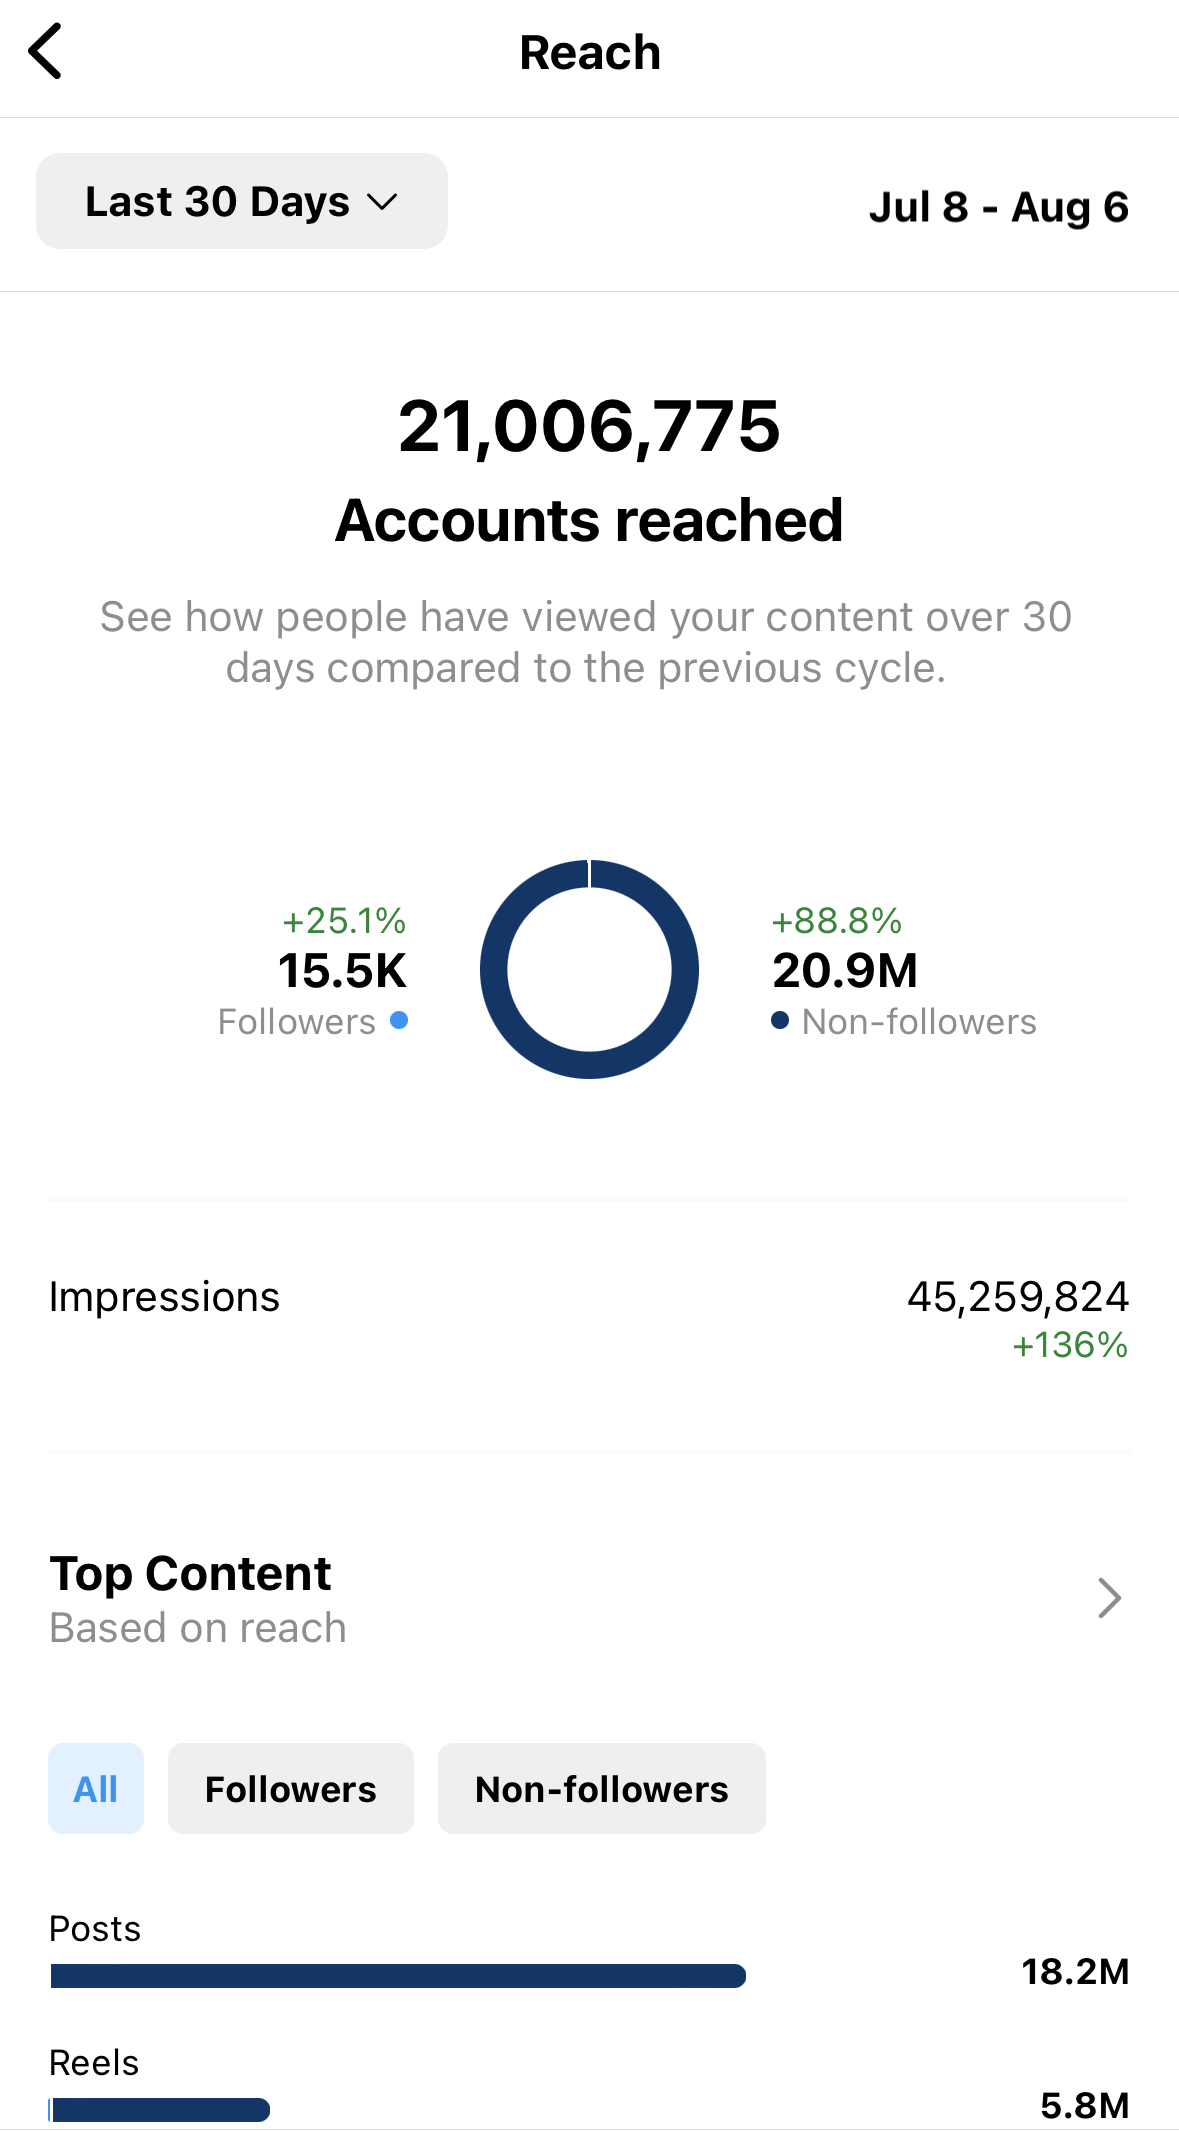 Reach
Last 30 Days
Jul 8 - Aug 6
21,006,775
Accounts reached
See how people have viewed your content over 30
days compared to the previous cycle.
+25.1%
15.5K
Followers
+88.8%
20.9M
Non-followers
Impressions
45,259,824
+136%
Top Content
Based on reach
All
Followers
Non-followers
Posts
18.2M
Reels
5.8M